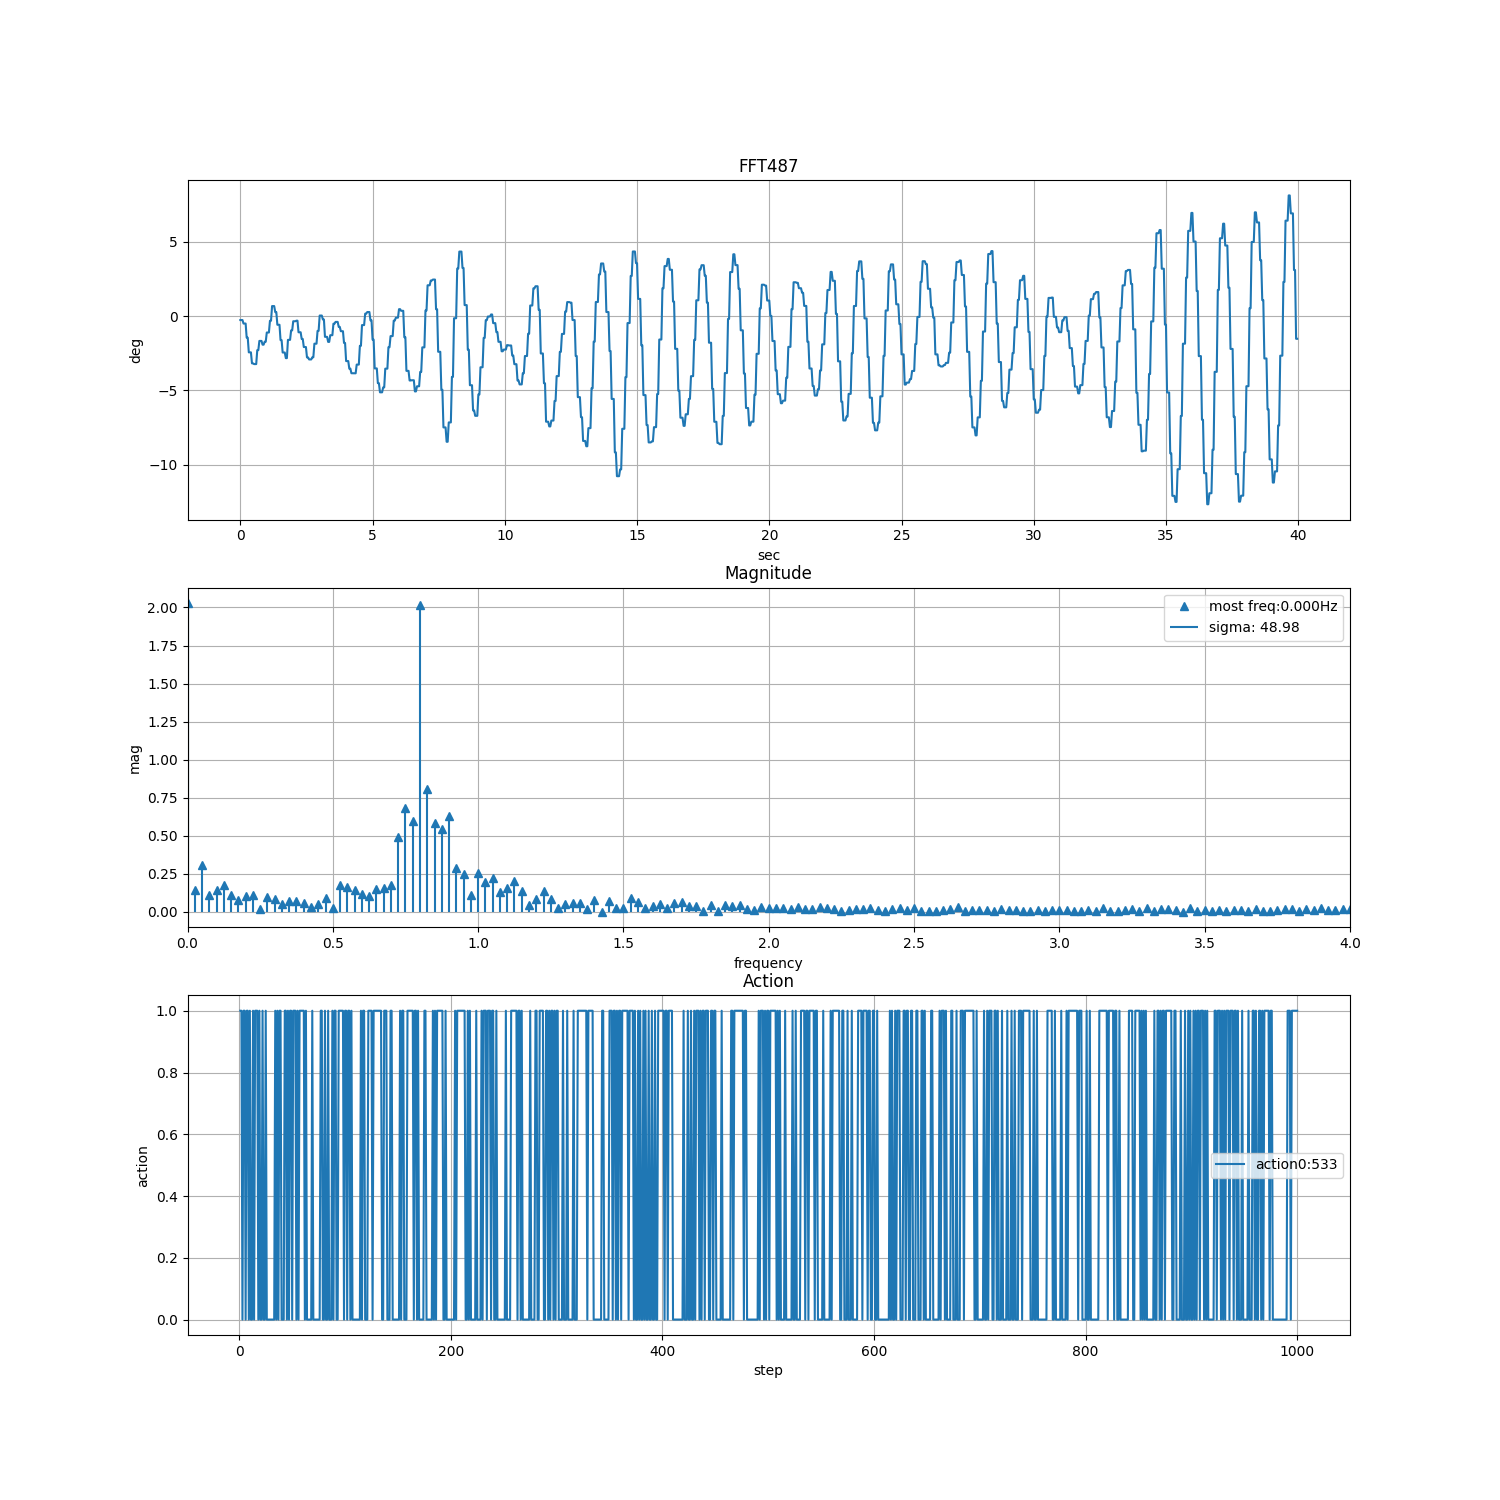 FFT487
deg
5
0
−5
−10
0 5 10 15 20 25 30 35 40
sec
Magnitude
mag
2.00
1.75
1.50
1.25
1.00
0.75
0.50
0.25
0.00
most freq:0.000Hz
sigma: 48.98
0.0 0.5 1.0 1.5 2.0 2.5 3.0 3.5 4.0
frequency
Action
action
1.0
0.8
0.6
0.4
0.2
0.0
action0:533
0 200 400 600 800 1000
step